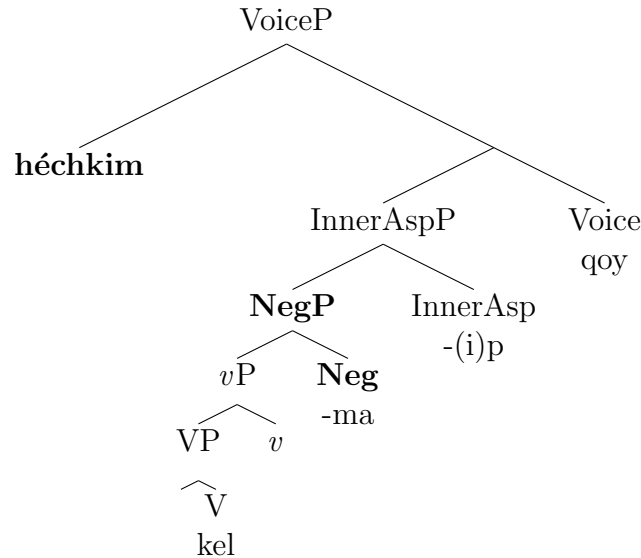 VoiceP
héchkim
InnerAspP Voice
qoy
NegP InnerAsp
-(i)p
vP Neg
-ma
VP v
V
kel